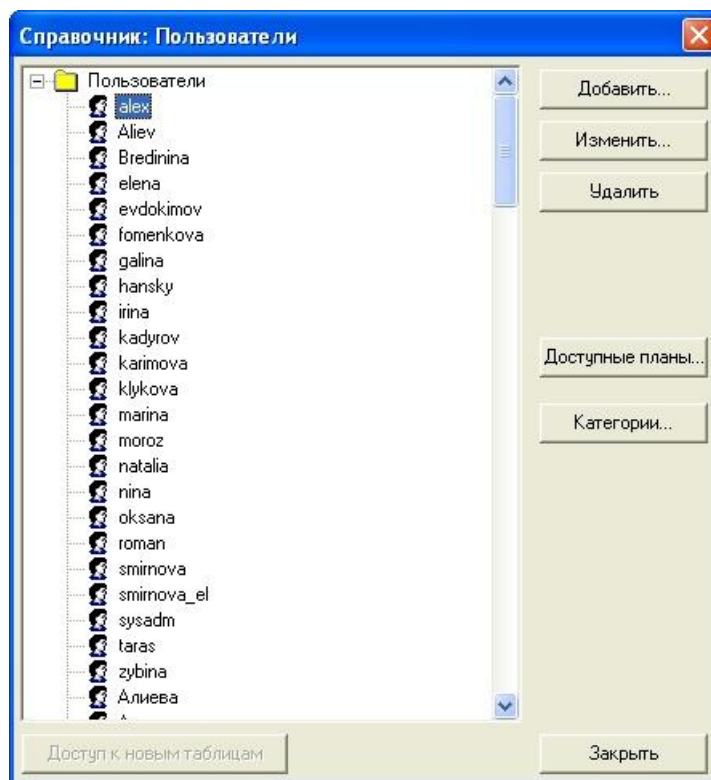 Справочник: Пользователи
Пользователи
alex
Aliev
Bredinina
elena
evdokimov
fomenkova
galina
hansky
irina
kadyrov
karimova
klykova
marina
moroz
natalia
nina
oksana
roman
smirnova
smirnova_el
sysadm
taras
zybina
Алиева
Добавить...
Изменить...
Удалить
Доступные планы...
Категории...
Доступ к новым таблицам
Закрыть